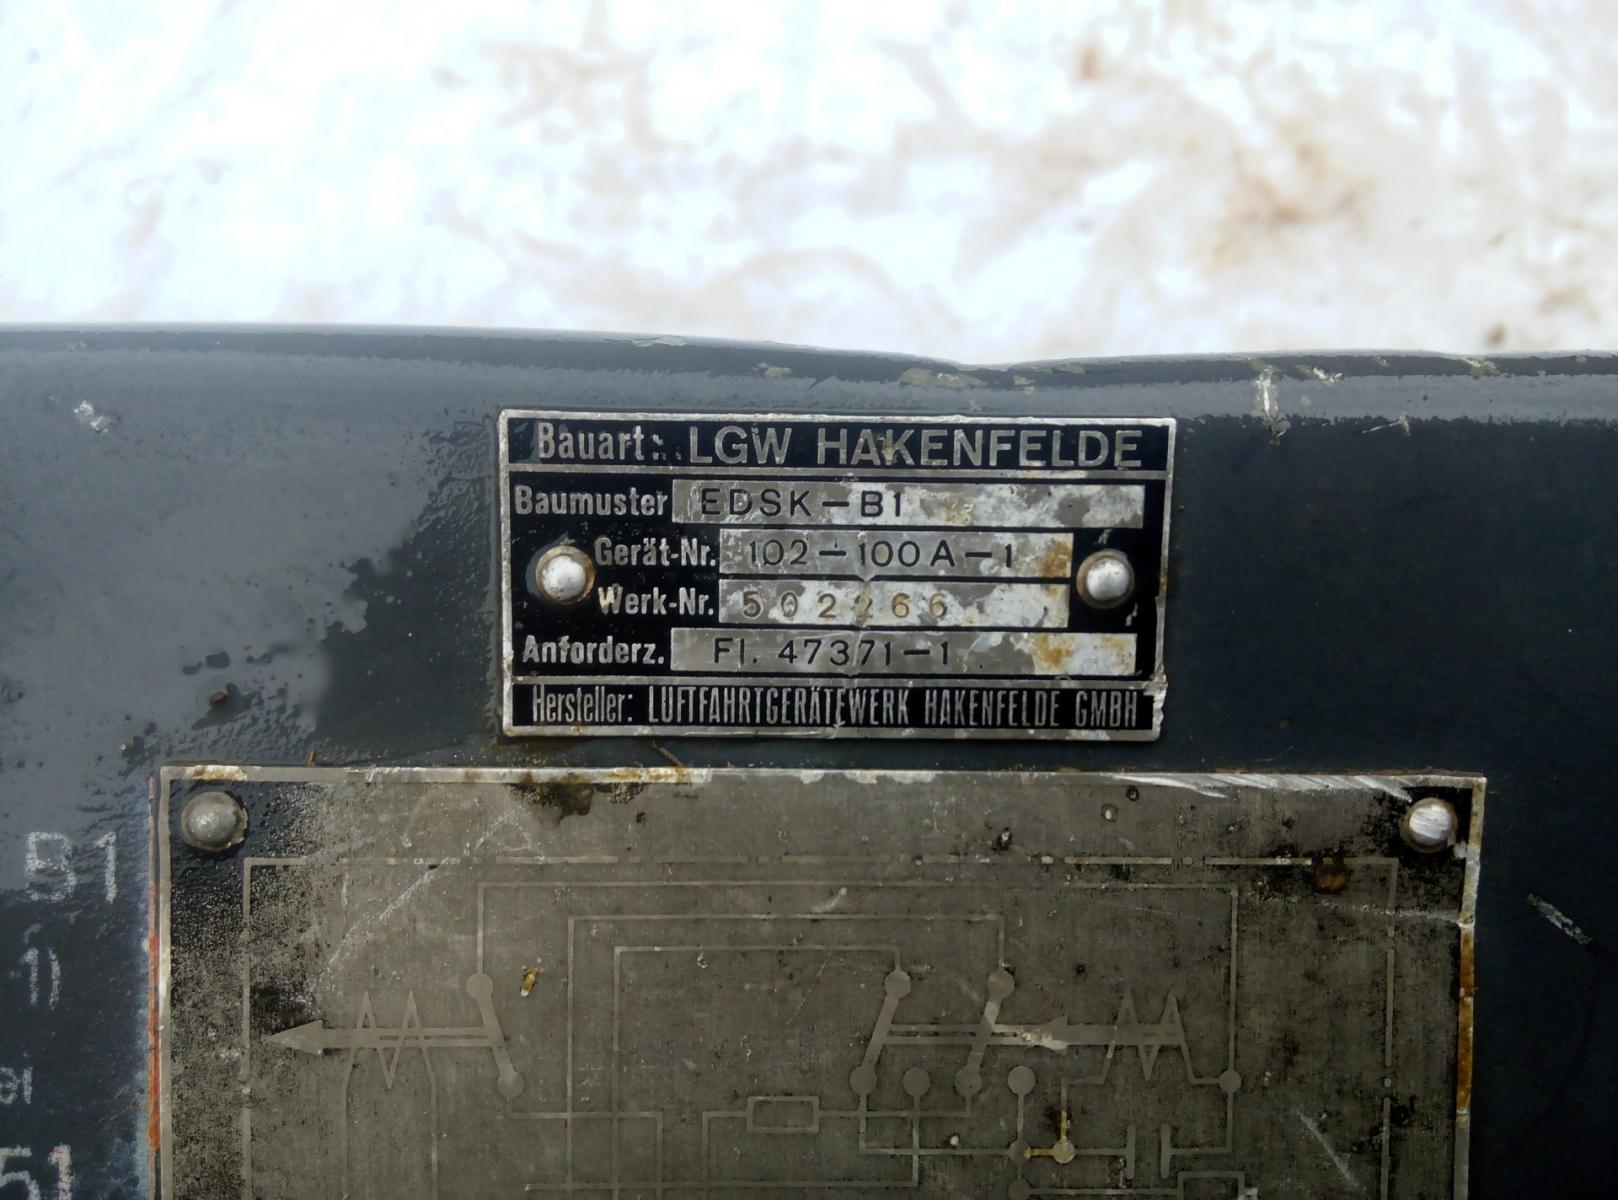 Bauart: LGW HAKENFELDE
Baumuster EDSK-B1
Gerät-Nr. 102-100A-1
Werk-Nr. 502266
Anforderz. Fl. 47371-1
Hersteller: LUFTFAHRTGERÄTEWERK HAKENFELDE GMBH
B1
51